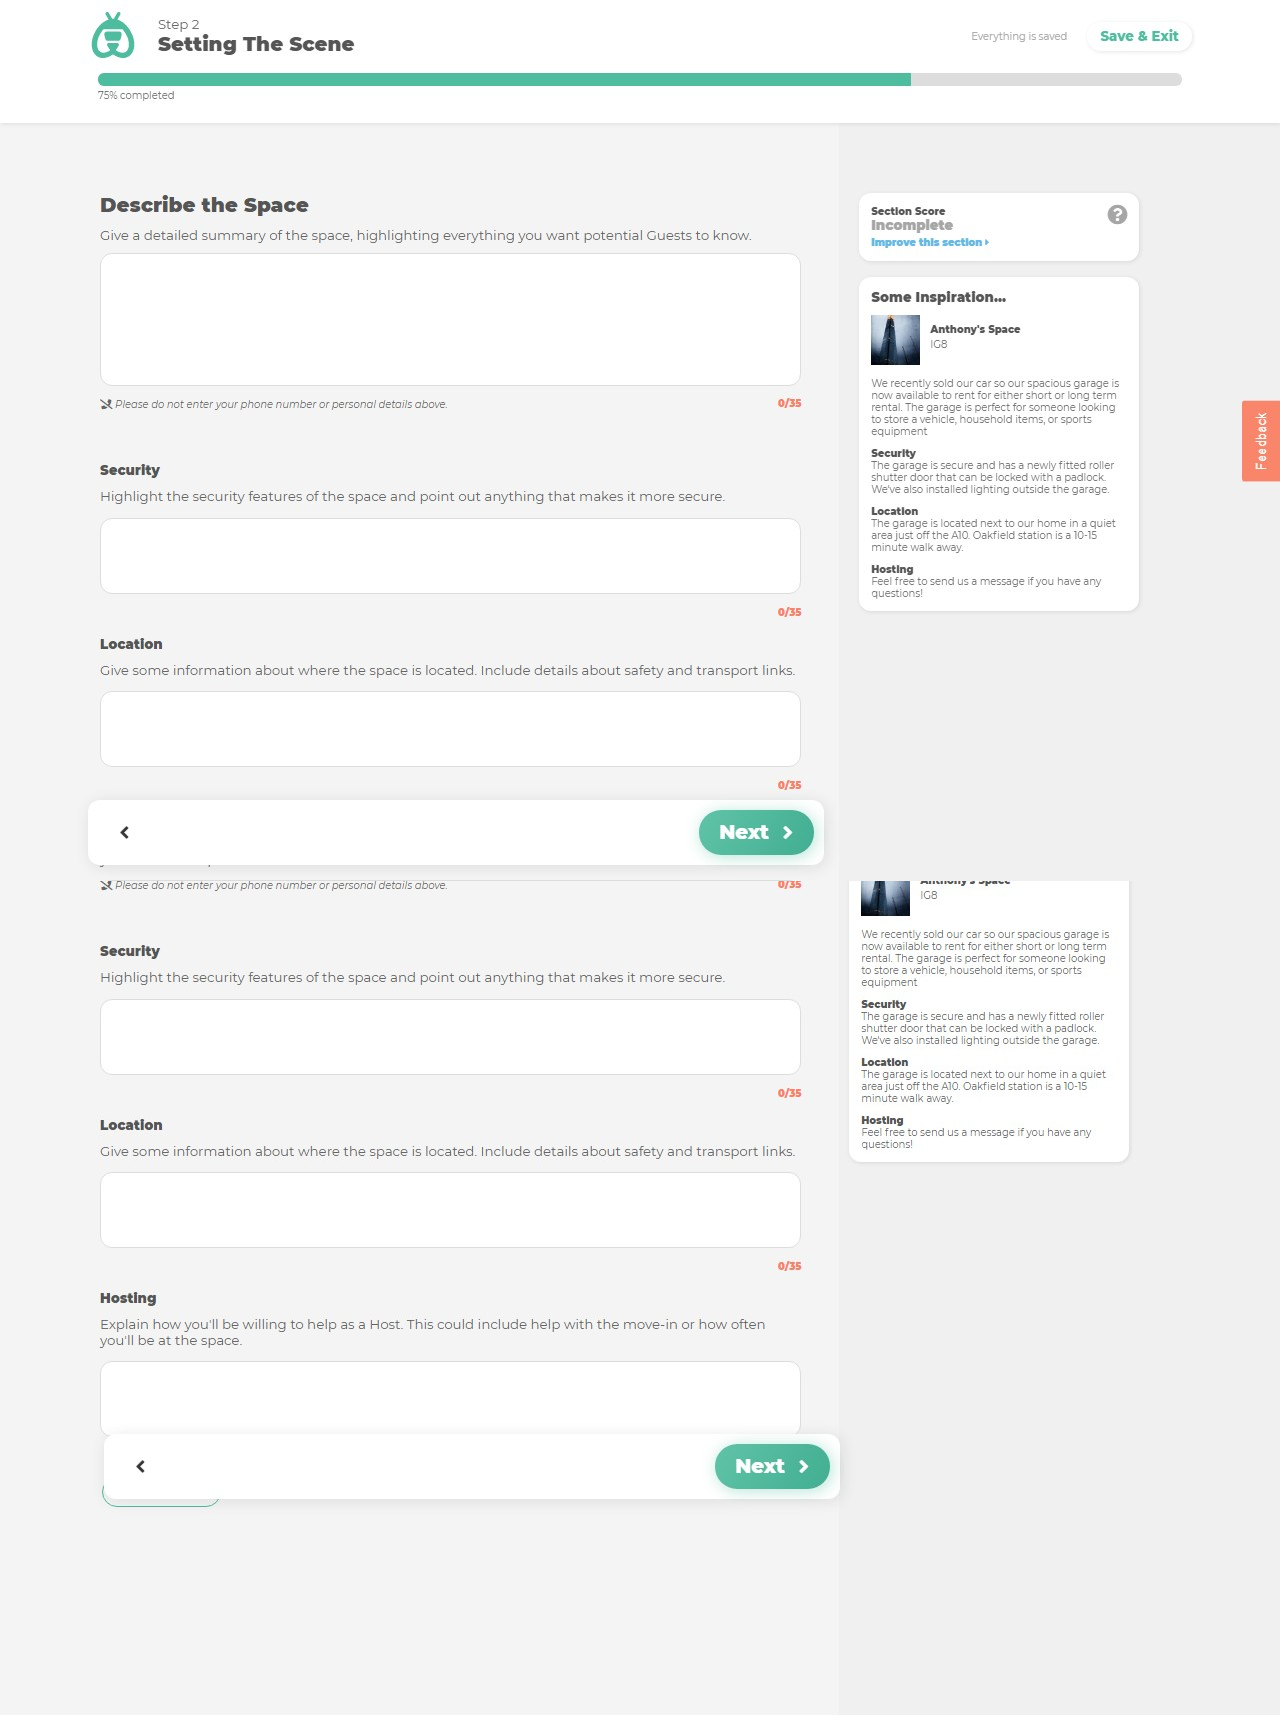 Step 2
Setting The Scene
Everything is saved
Save & Exit
75% completed
Describe the Space
Give a detailed summary of the space, highlighting everything you want potential Guests to know.
Please do not enter your phone number or personal details above.
0/35
Security
Highlight the security features of the space and point out anything that makes it more secure.
0/35
Location
Give some information about where the space is located. Include details about safety and transport links.
0/35
Next
Section Score
Incomplete
Improve this section
?
Some Inspiration...
Anthony's Space
IG8
We recently sold our car so our spacious garage is
now available to rent for either short or long term
rental. The garage is perfect for someone looking
to store a vehicle, household items, or sports
equipment
Security
The garage is secure and has a newly fitted roller
shutter door that can be locked with a padlock.
We've also installed lighting outside the garage.
Location
The garage is located next to our home in a quiet
area just off the A10. Oakfield station is a 10-15
minute walk away.
Hosting
Feel free to send us a message if you have any
questions!
Feedback
Please do not enter your phone number or personal details above.
0/35
Security
Highlight the security features of the space and point out anything that makes it more secure.
0/35
Location
Give some information about where the space is located. Include details about safety and transport links.
0/35
Hosting
Explain how you'll be willing to help as a Host. This could include help with the move-in or how often
you'll be at the space.
Next
Anthony's Space
IG8
We recently sold our car so our spacious garage is
now available to rent for either short or long term
rental. The garage is perfect for someone looking
to store a vehicle, household items, or sports
equipment
Security
The garage is secure and has a newly fitted roller
shutter door that can be locked with a padlock.
We've also installed lighting outside the garage.
Location
The garage is located next to our home in a quiet
area just off the A10. Oakfield station is a 10-15
minute walk away.
Hosting
Feel free to send us a message if you have any
questions!